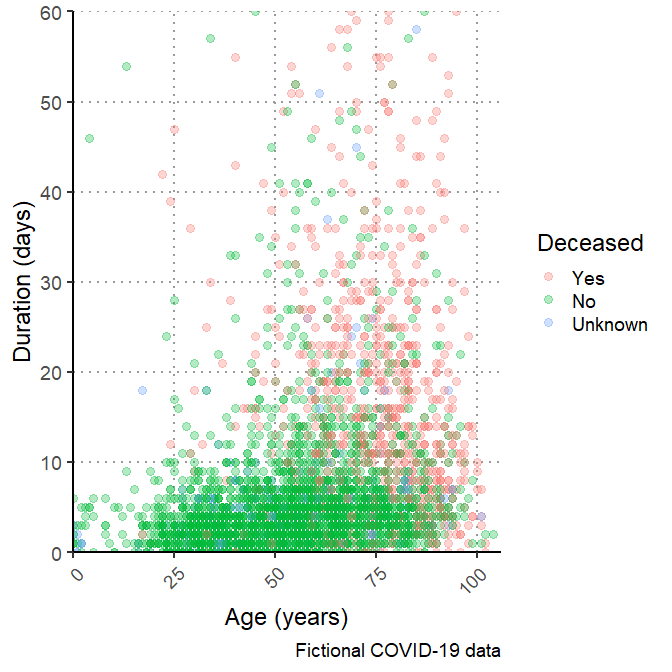 60
50
40
30
20
10
0
Duration (days)
0
25
50
75
100
Age (years)
Fictional COVID-19 data
Deceased
Yes
No
Unknown